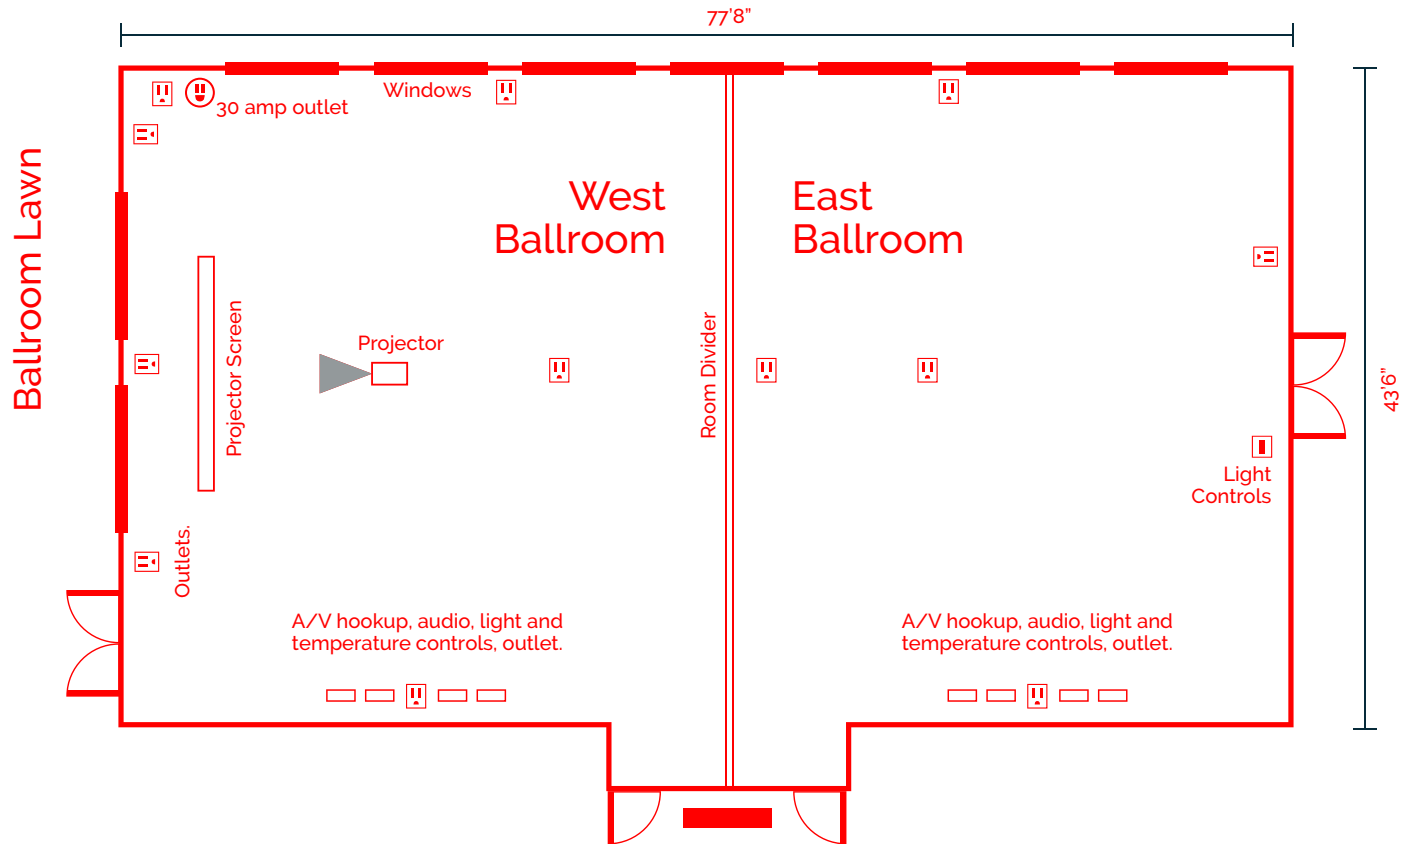 77'8"
Windows
30 amp outlet
Ballroom Lawn
West
Ballroom
East
Ballroom
Projector Screen
Projector
Room Divider
43'6"
Light
Controls
Outlets.
A/V hookup, audio, light and
temperature controls, outlet.
A/V hookup, audio, light and
temperature controls, outlet.